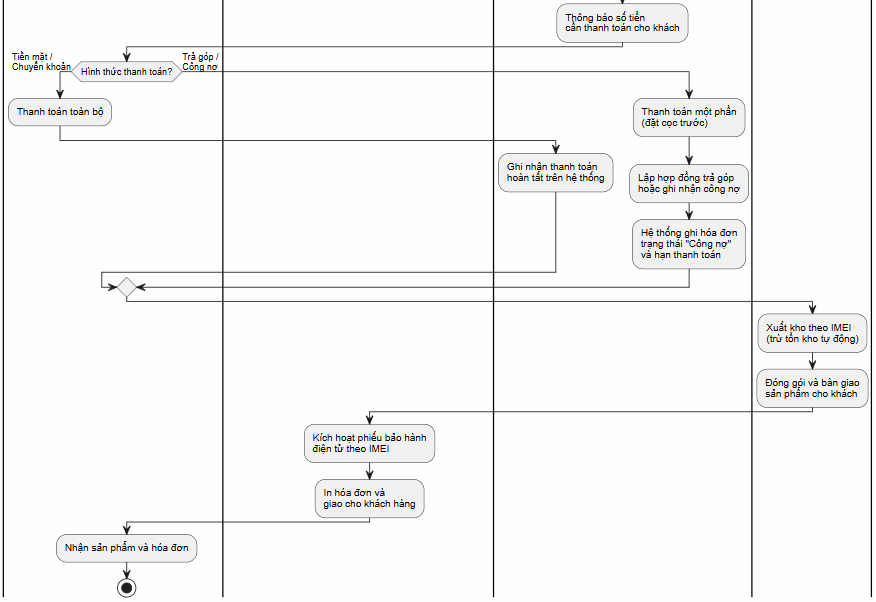 Thông báo số tiền
cần thanh toán cho khách
Tiền mặt /
Chuyển khoản
Hình thức thanh toán?
Trả góp /
Công nợ
Thanh toán toàn bộ
Thanh toán một phần
(đặt cọc trước)
Ghi nhận thanh toán
hoàn tất trên hệ thống
Lập hợp đồng trả góp
hoặc ghi nhận công nợ
Hệ thống ghi hóa đơn
trạng thái "Công nợ"
và hạn thanh toán
Xuất kho theo IMEI
(trừ tồn kho tự động)
Đóng gói và bàn giao
sản phẩm cho khách
Kích hoạt phiếu bảo hành
điện tử theo IMEI
In hóa đơn và
giao cho khách hàng
Nhận sản phẩm và hóa đơn